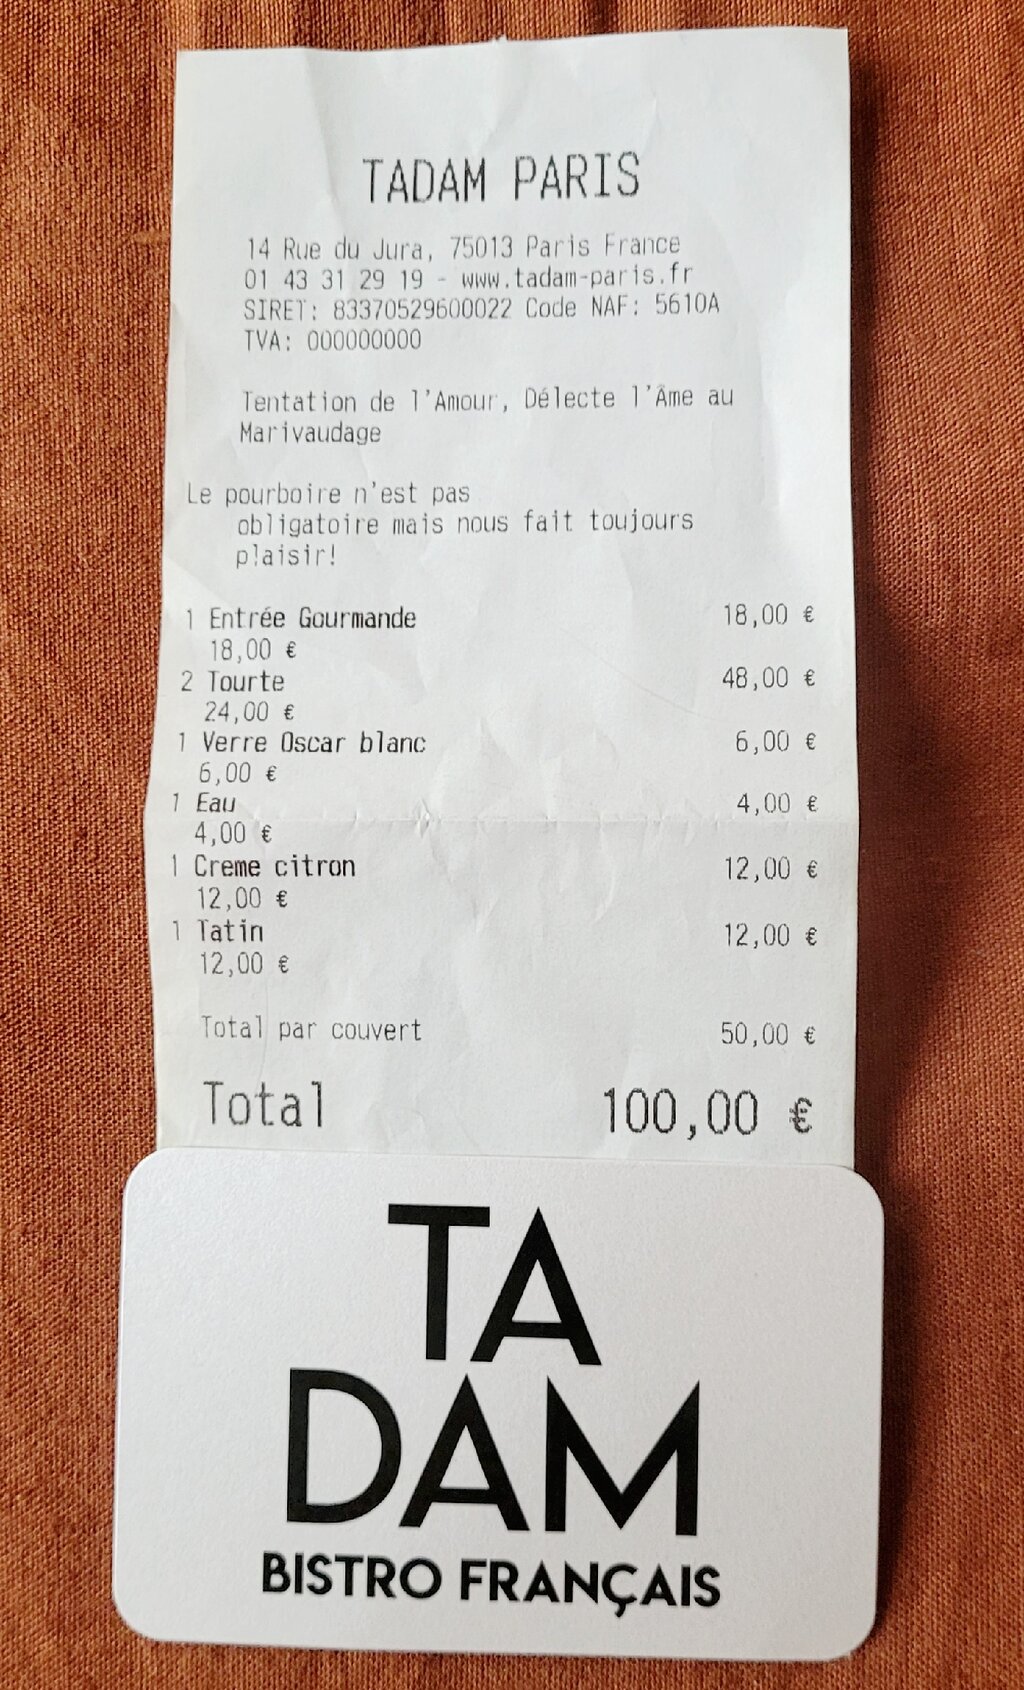 TADAM PARIS
14 Rue du Jura, 75013 Paris France
01 43 31 29 19 - www.tadam-paris.fr
SIRET: 83370529600022 Code NAF: 5610A
TVA: 000000000
Tentation de l'Amour, Délecte l'Âme au
Marivaudage
Le pourboire n'est pas
obligatoire mais nous fait toujours
plaisir!
1 Entrée Gourmande 18,00 €
18,00 €
2 Tourte 48,00 €
24,00 €
1 Verre Oscar blanc 6,00 €
6,00 €
1 Eau 4,00 €
4,00 €
1 Creme citron 12,00 €
12,00 €
1 Tatin 12,00 €
12,00 €
Total par couvert 50,00 €
Total 100,00 €
TA
DAM
BISTRO FRANÇAIS